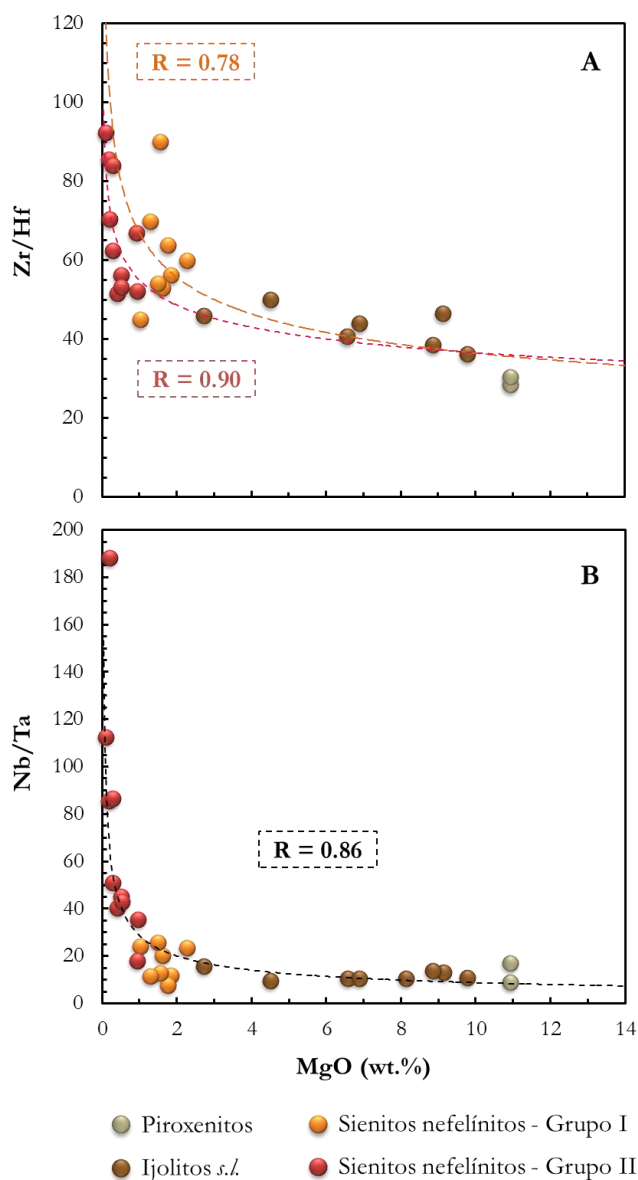 120
R = 0.78
A
100
80
Zr/Hf
60
40
R = 0.90
20
0
200
B
180
160
140
120
Nb/Ta
100
80
R = 0.86
60
40
20
0
0 2 4 6 8 10 12 14
MgO (wt.%)
Piroxenitos
Sienitos nefelínitos - Grupo I
Ijolitos s.l.
Sienitos nefelínitos - Grupo II